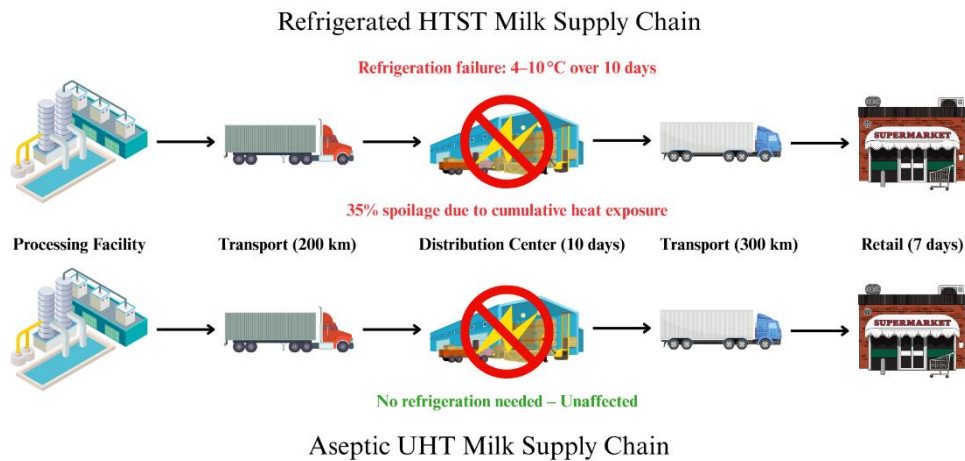 Refrigerated HTST Milk Supply Chain
Refrigeration failure: 4–10 °C over 10 days
SUPERMARKET
35% spoilage due to cumulative heat exposure
Processing Facility
Transport (200 km)
Distribution Center (10 days)
Transport (300 km)
Retail (7 days)
SUPERMARKET
No refrigeration needed – Unaffected
Aseptic UHT Milk Supply Chain